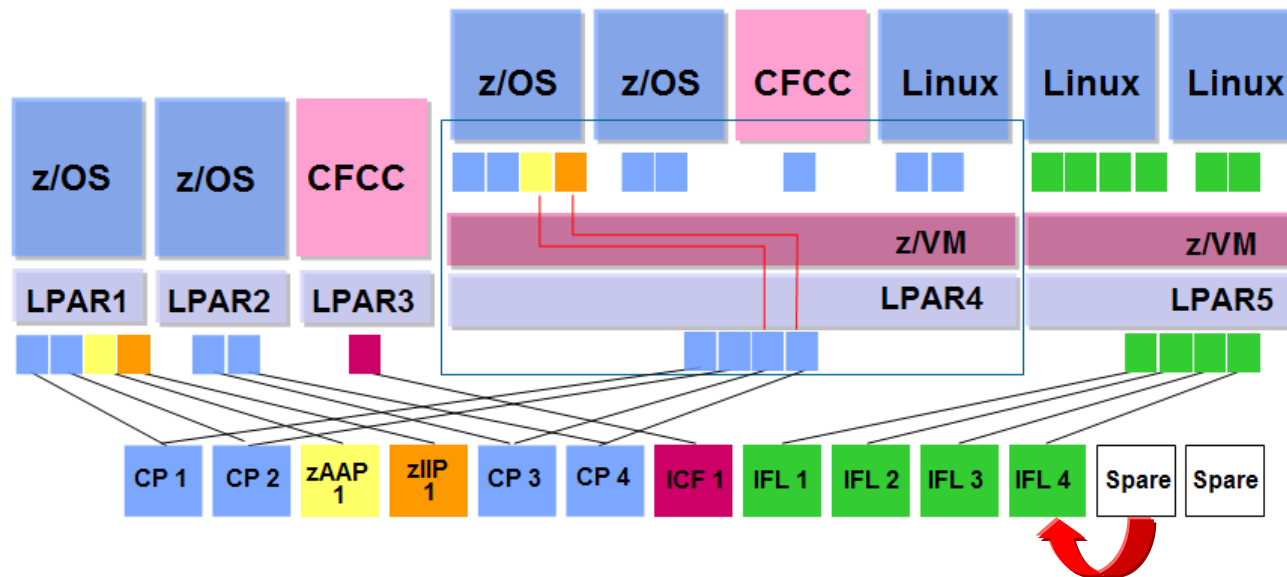 z/OS z/OS CFCC Linux Linux Linux
z/OS z/OS CFCC
z/VM z/VM
LPAR1 LPAR2 LPAR3 LPAR4 LPAR5
CP 1 CP 2 zAAP 1 zIIP 1 CP 3 CP 4 ICF 1 IFL 1 IFL 2 IFL 3 IFL 4 Spare Spare